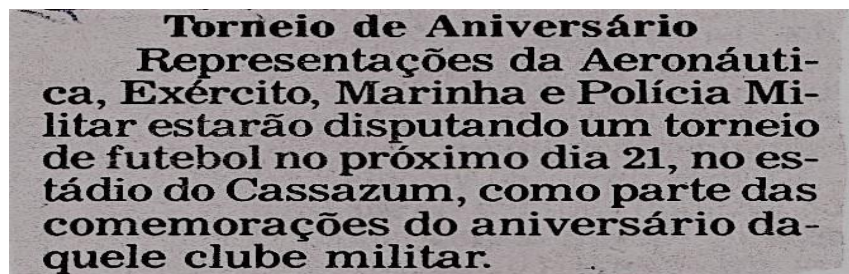 Torneio de Aniversário
Representações da Aeronáuti-
ca, Exército, Marinha e Polícia Mi-
litar estarão disputando um torneio
de futebol no próximo dia 21, no es-
tádio do Cassazum, como parte das
comemorações do aniversário da-
quele clube militar.